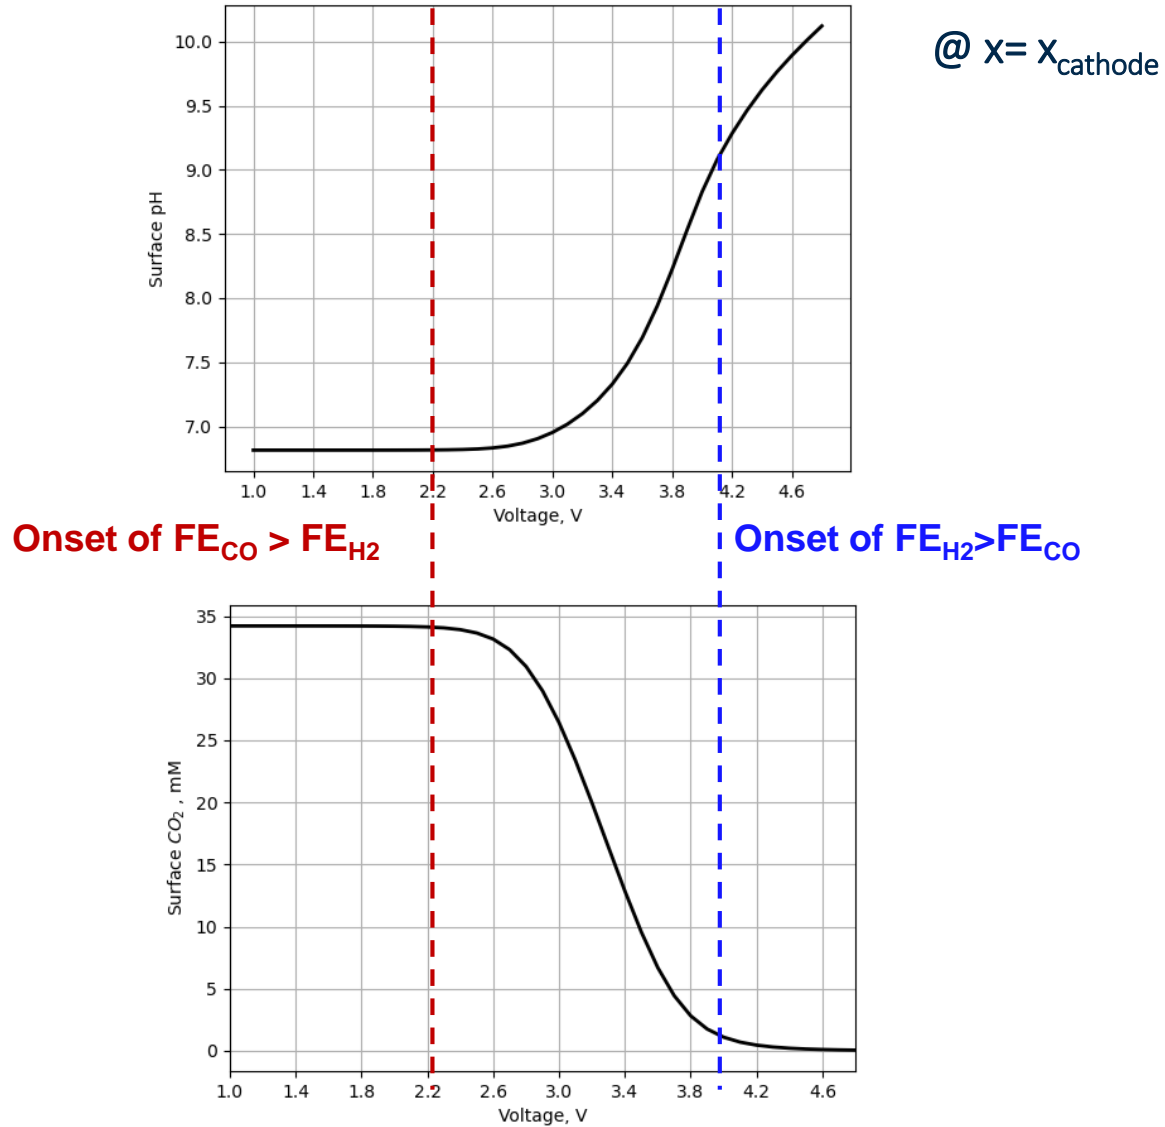 @ x= xcathode
10.0
9.5
9.0
8.5
8.0
7.5
7.0
Surface pH
1.0 1.4 1.8 2.2 2.6 3.0 3.4 3.8 4.2 4.6
Voltage, V
Onset of FECO > FEH2
Onset of FEH2>FECO
35
30
25
20
15
10
5
0
Surface CO2 , mM
1.0 1.4 1.8 2.2 2.6 3.0 3.4 3.8 4.2 4.6
Voltage, V